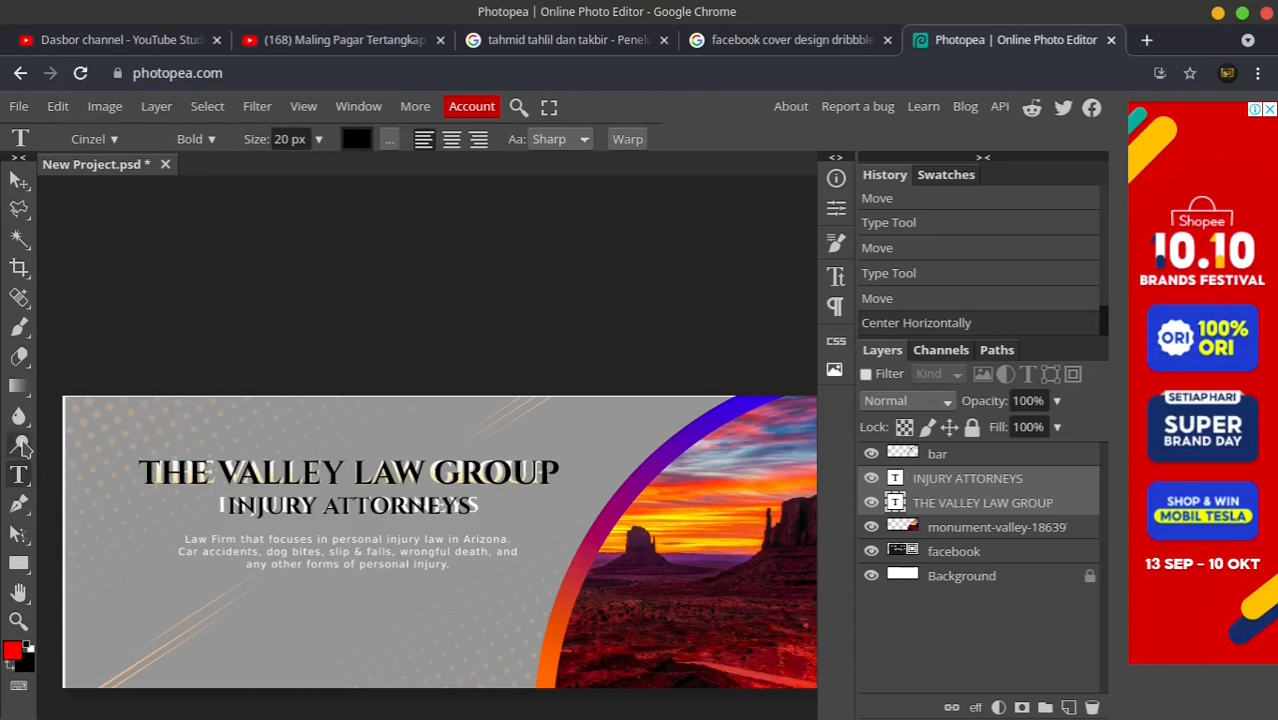 Photopea | Online Photo Editor - Google Chrome
Dasbor channel - YouTube Stud
(168) Maling Pagar Tertangkap
tahmid tahlil dan takbir - Penelu
facebook cover design dribbble
Photopea | Online Photo Editor
photopea.com
File Edit Image Layer Select Filter View Window More Account
About Report a bug Learn Blog API
Cinzel Bold Size: 20 px ... Aa: Sharp Warp
New Project.psd *
History Swatches
Move
Type Tool
Move
Type Tool
Move
Center Horizontally
Layers Channels Paths
Filter Kind
Normal Opacity: 100%
Lock: Fill: 100%
bar
INJURY ATTORNEYS
THE VALLEY LAW GROUP
monument-valley-18639
facebook
Background
CSS
eff
THE VALLEY LAW GROUP
INJURY ATTORNEYS
Law Firm that focuses in personal injury law in Arizona.
Car accidents, dog bites, slip & falls, wrongful death, and
any other forms of personal injury.
Shopee
10.10
BRANDS FESTIVAL
ORI
100%
ORI
SETIAP HARI
SUPER
BRAND DAY
SHOP & WIN
MOBIL TESLA
13 SEP - 10 OKT